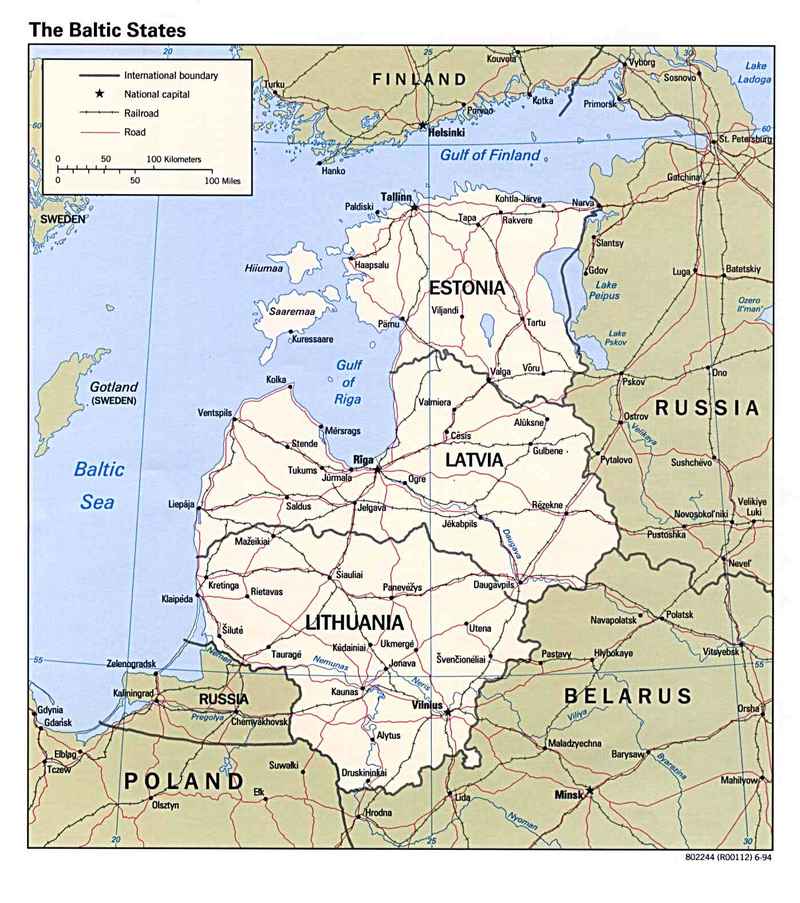 The Baltic States
20
25
30
International boundary
National capital
Railroad
Road
0 50 100 Kilometers
0 50 100 Miles
FINLAND
Kouvola
Vyborg
Sosnovo
Lake
Ladoga
Turku
Porvoo
Kotka
Primorsk
60
Helsinki
60
St. Petersburg
Hanko
Gulf of Finland
Gatchina
SWEDEN
Paldiski
Tallinn
Kohtla-Järve
Narva
Tapa
Rakvere
Slantsy
Haapsalu
Hiiumaa
Gdov
Luga
Batetskiy
ESTONIA
Lake
Peipus
Ozero
Il'men'
Saaremaa
Viljandi
Pärnu
Tartu
Kuressaare
Lake
Pskov
Gulf
of
Riga
Valga
Võru
Pskov
Dno
Kolka
Gotland
(SWEDEN)
Valmiera
RUSSIA
Ventspils
Mērsrags
Alūksne
Ostrov
Velikaya
Cēsis
Stende
Gulbene
Baltic
Sea
Rīga
LATVIA
Pytalovo
Sushchëvo
Tukums
Jūrmala
Ogre
Liepāja
Saldus
Jelgava
Rēzekne
Velikiye
Luki
Novosokol'niki
Jēkabpils
Pustoshka
Mažeikiai
Daugava
Nevel'
Šiauliai
Kretinga
Rietavas
Panevėžys
Daugavpils
Klaipėda
LITHUANIA
Navapolatsk
Polatsk
Šilutė
Utena
Kėdainiai
Ukmergė
Tauragė
Jonava
Švenčionėliai
Pastavy
Hlybokaye
Vitsyebsk
55
55
Zelenogradsk
Neman
Nemunas
Neris
Kaliningrad
Kaunas
RUSSIA
BELARUS
Vilnius
Gdynia
Gdańsk
Pregolya
Chernyakhovsk
Viliya
Orsha
Alytus
Maladzyechna
Barysaw
Elbląg
Tczew
Suwałki
Druskininkai
Byarezina
Mahilyow
POLAND
Ełk
Olsztyn
Lida
Minsk
Hrodna
Nyoman
20
25
30
802244 (R00112) 6-94